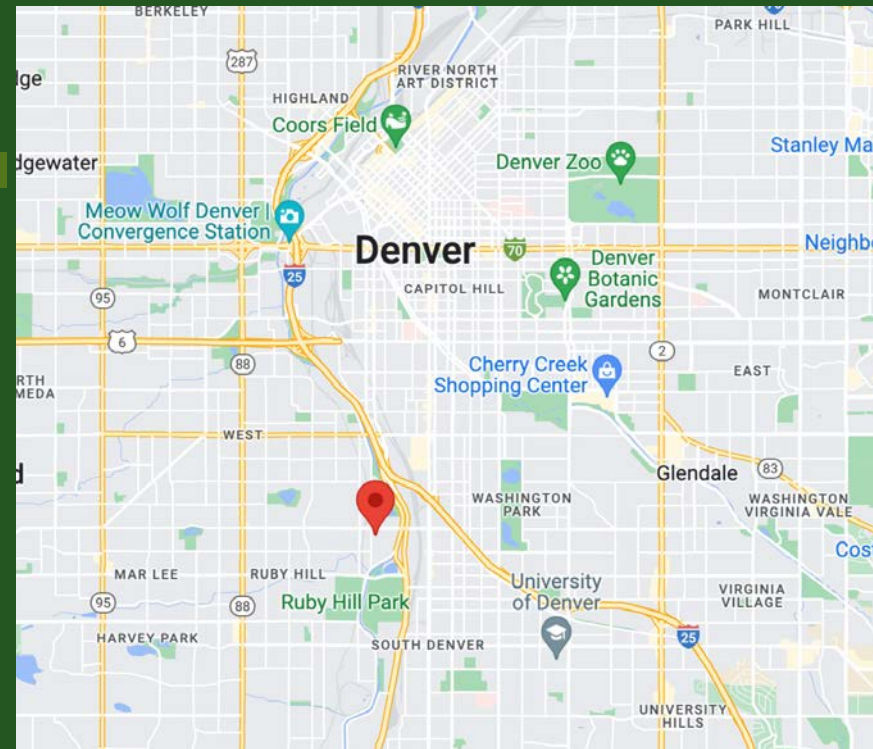 BERKELEY
PARK HILL
287
lge
RIVER NORTH
ART DISTRICT
HIGHLAND
Coors Field
dgewater
Denver Zoo
Stanley Ma
Meow Wolf Denver |
Convergence Station
Denver
70
Neighb
25
CAPITOL HILL
Denver
Botanic
Gardens
MONTCLAIR
95
6
88
2
RTH
MEDA
Cherry Creek
Shopping Center
EAST
WEST
d
Glendale
83
WASHINGTON
PARK
WASHINGTON
VIRGINIA VALE
Cos
MAR LEE
RUBY HILL
University
of Denver
VIRGINIA
VILLAGE
95
88
Ruby Hill Park
25
HARVEY PARK
SOUTH DENVER
UNIVERSITY
HILLS